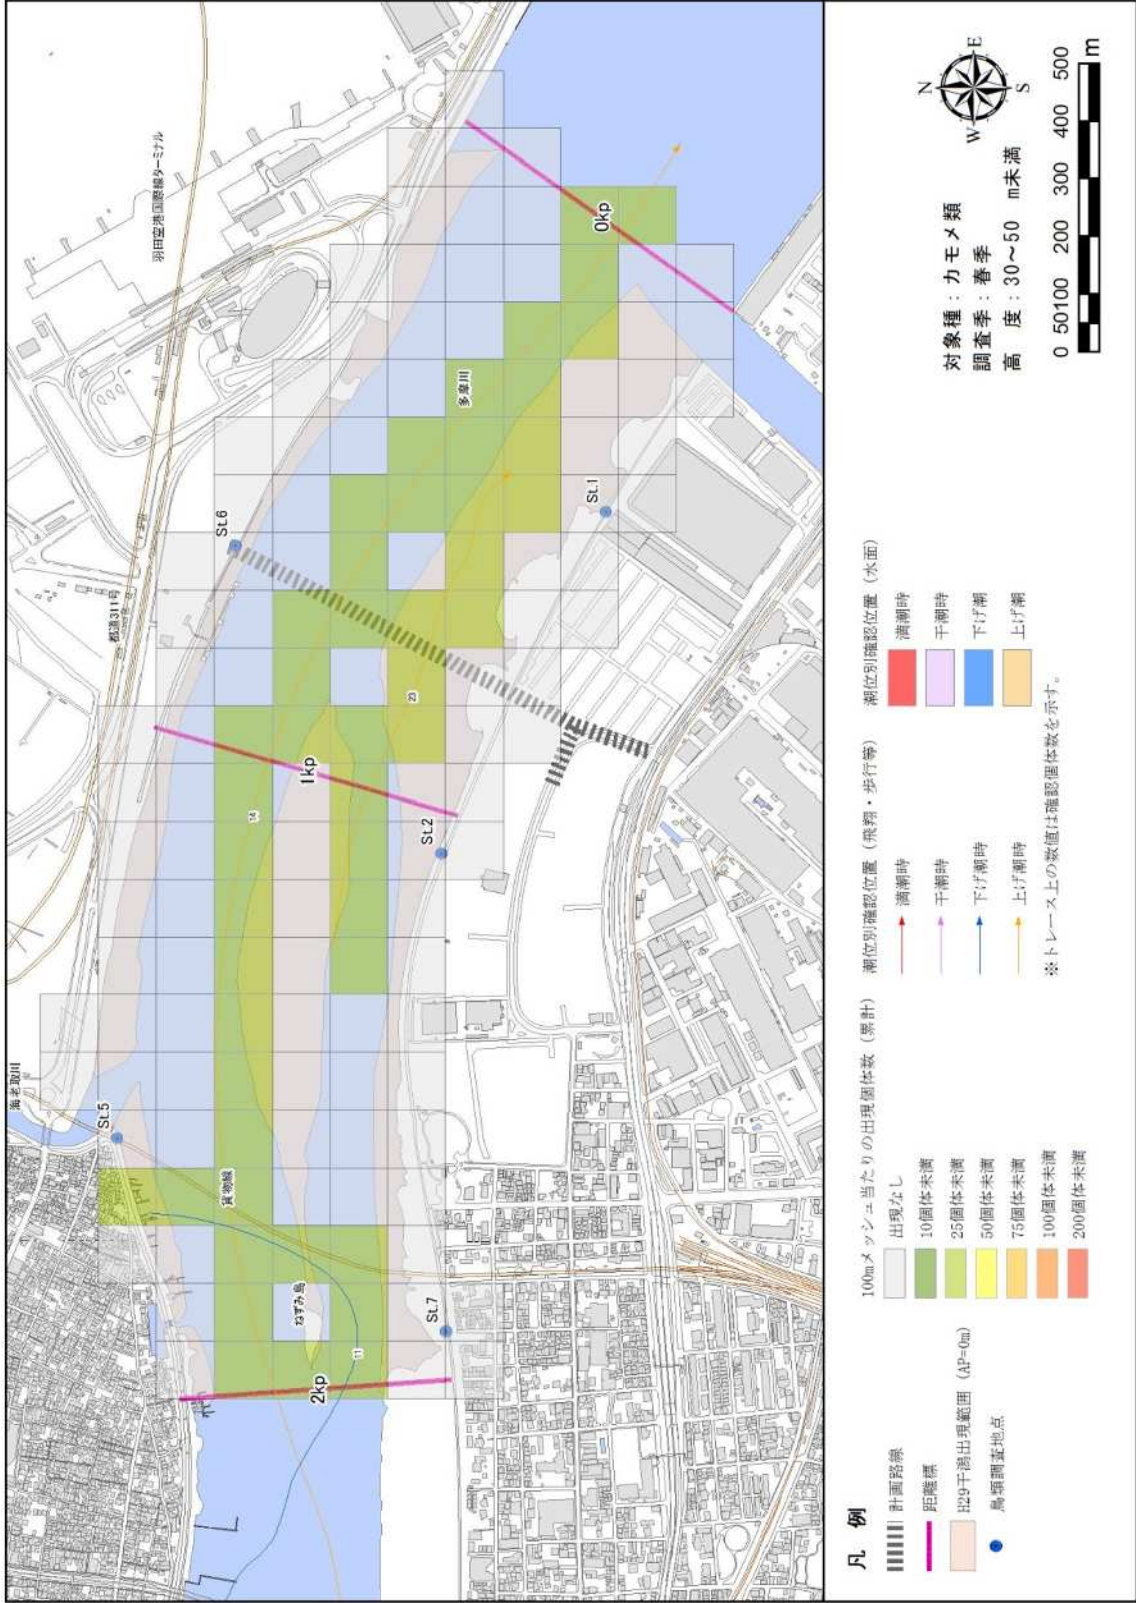 羽田空港国際線ターミナル
都道311号
海老取川
多摩川
貨物線
ねずみ島
St.6
St.5
St.1
St.2
St.7
0kp
1kp
2kp
14
23
11
凡 例
計画路線
距離標
H29干潟出現範囲 (AP=0m)
鳥類調査地点
100mメッシュ当たりの出現個体数 (累計)
出現なし
10個体未満
25個体未満
50個体未満
75個体未満
100個体未満
200個体未満
潮位別確認位置 (飛翔・歩行等)
満潮時
干潮時
下げ潮時
上げ潮時
※トレース上の数値は確認個体数を示す。
潮位別確認位置 (水面)
満潮時
干潮時
下げ潮
上げ潮
対象種：カモメ類
調査季：春季
高 度：30～50 m未満
N
E
S
W
0 50100 200 300 400 500
m